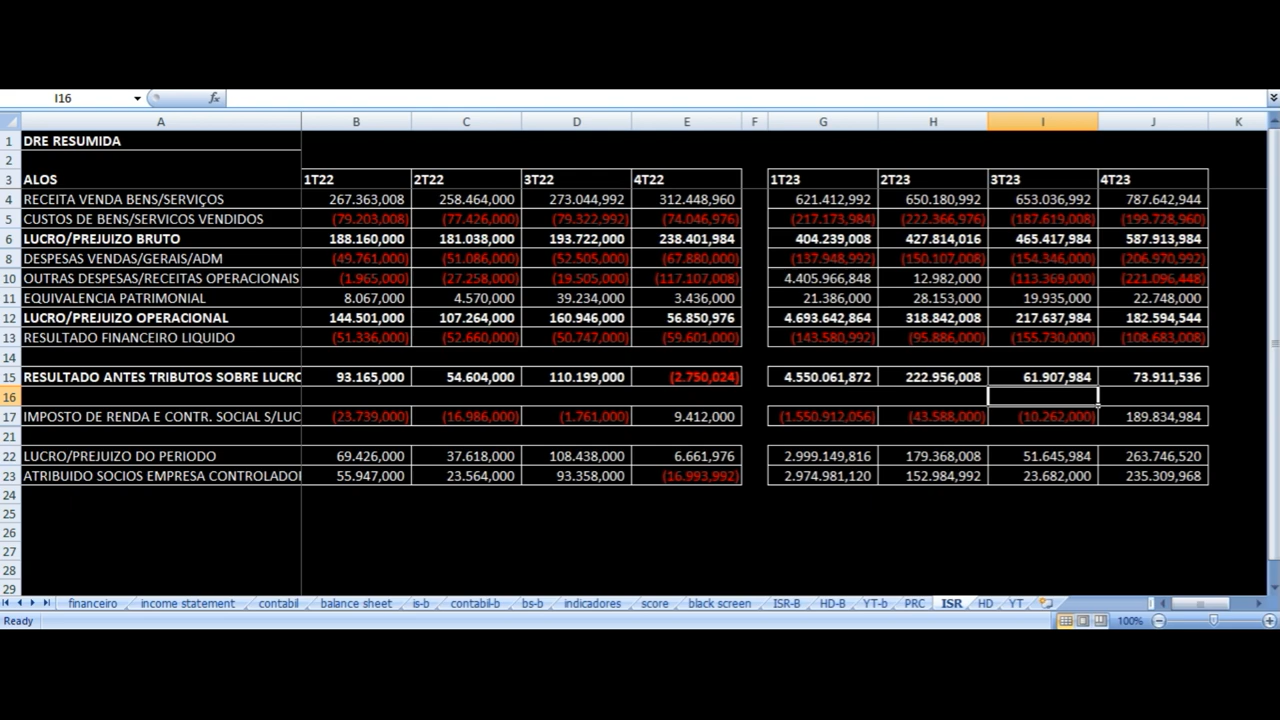 I16 fx
A B C D E F G H I J K
1 DRE RESUMIDA
2
3 ALOS 1T22 2T22 3T22 4T22 1T23 2T23 3T23 4T23
4 RECEITA VENDA BENS/SERVIÇOS 267.363,008 258.464,000 273.044,992 312.448,960 621.412,992 650.180,992 653.036,992 787.642,944
5 CUSTOS DE BENS/SERVICOS VENDIDOS (79.203,008) (77.426,000) (79.322,992) (74.046,976) (217.173,984) (222.366,976) (187.619,008) (199.728,960)
6 LUCRO/PREJUIZO BRUTO 188.160,000 181.038,000 193.722,000 238.401,984 404.239,008 427.814,016 465.417,984 587.913,984
8 DESPESAS VENDAS/GERAIS/ADM (49.761,000) (51.086,000) (52.505,000) (67.880,000) (137.948,992) (150.107,008) (154.346,000) (206.970,992)
10 OUTRAS DESPESAS/RECEITAS OPERACIONAIS (1.965,000) (27.258,000) (19.505,000) (117.107,008) 4.405.966,848 12.982,000 (113.369,000) (221.096,448)
11 EQUIVALENCIA PATRIMONIAL 8.067,000 4.570,000 39.234,000 3.436,000 21.386,000 28.153,000 19.935,000 22.748,000
12 LUCRO/PREJUIZO OPERACIONAL 144.501,000 107.264,000 160.946,000 56.850,976 4.693.642,864 318.842,008 217.637,984 182.594,544
13 RESULTADO FINANCEIRO LIQUIDO (51.336,000) (52.660,000) (50.747,000) (59.601,000) (143.580,992) (95.886,000) (155.730,000) (108.683,008)
14
15 RESULTADO ANTES TRIBUTOS SOBRE LUCRO 93.165,000 54.604,000 110.199,000 (2.750,024) 4.550.061,872 222.956,008 61.907,984 73.911,536
16
17 IMPOSTO DE RENDA E CONTR. SOCIAL S/LUC (23.739,000) (16.986,000) (1.761,000) 9.412,000 (1.550.912,056) (43.588,000) (10.262,000) 189.834,984
21
22 LUCRO/PREJUIZO DO PERIODO 69.426,000 37.618,000 108.438,000 6.661,976 2.999.149,816 179.368,008 51.645,984 263.746,520
23 ATRIBUIDO SOCIOS EMPRESA CONTROLADOR 55.947,000 23.564,000 93.358,000 (16.993,992) 2.974.981,120 152.984,992 23.682,000 235.309,968
24
25
26
27
28
29
financeiro income statement contabil balance sheet is-b contabil-b bs-b indicadores score black screen ISR-B HD-B YT-b PRC ISR HD YT
Ready 100%